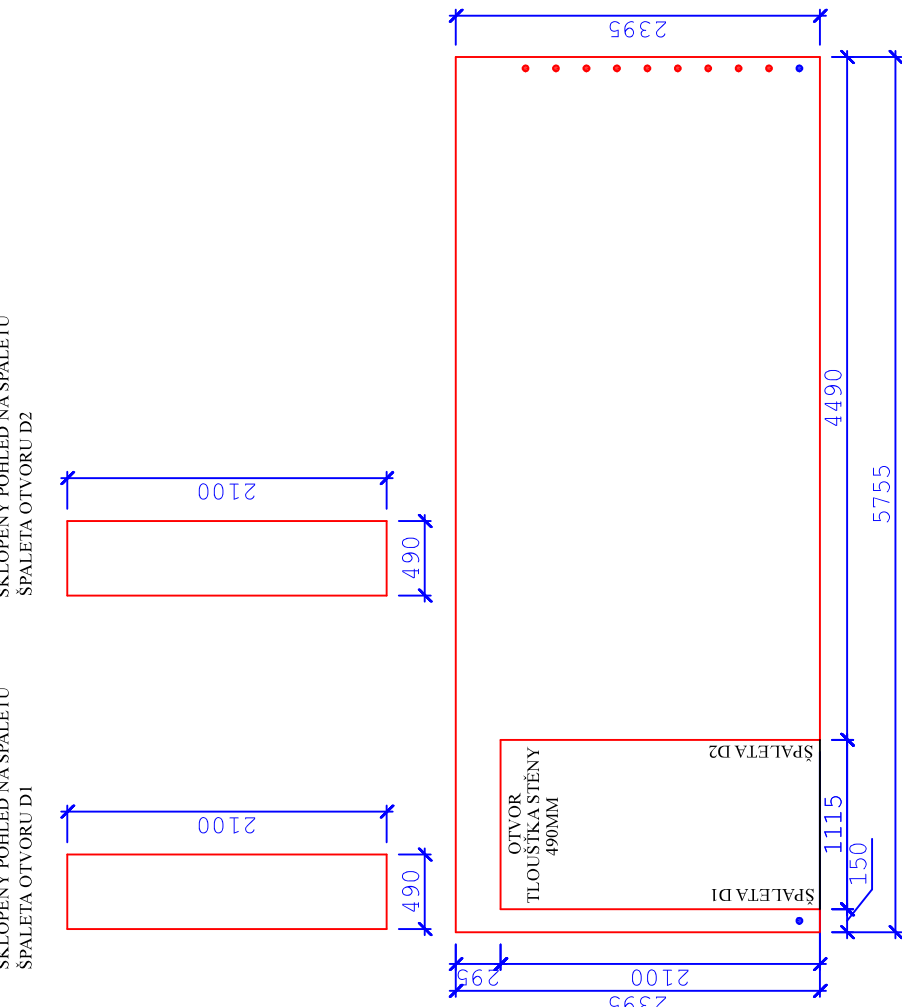 SKLOPENÝ POHLED NA ŠPALETU
ŠPALETA OTVORU D2
2100
490
SKLOPENÝ POHLED NA ŠPALETU
ŠPALETA OTVORU D1
2100
490
2395
4490
5755
OTVOR
TLOUŠŤKA STĚNY
490MM
ŠPALETA D2
ŠPALETA D1
1115
150
295
2100
2395